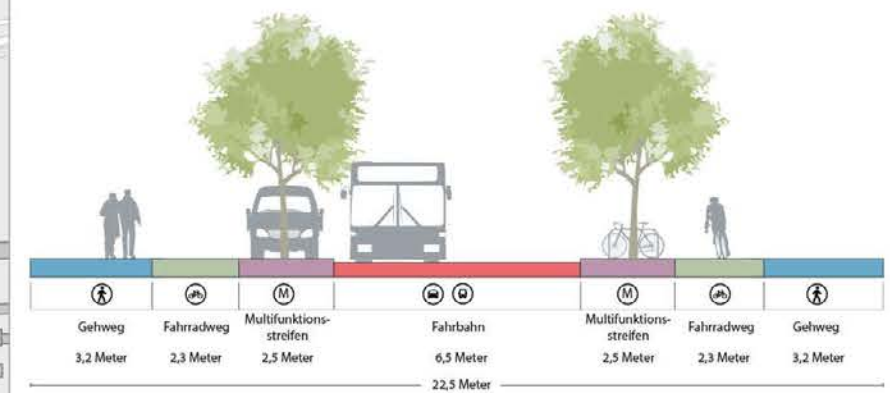 M
M
Gehweg
Fahrradweg
Multifunktions-
streifen
Fahrbahn
Multifunktions-
streifen
Fahrradweg
Gehweg
3,2 Meter
2,3 Meter
2,5 Meter
6,5 Meter
2,5 Meter
2,3 Meter
3,2 Meter
22,5 Meter